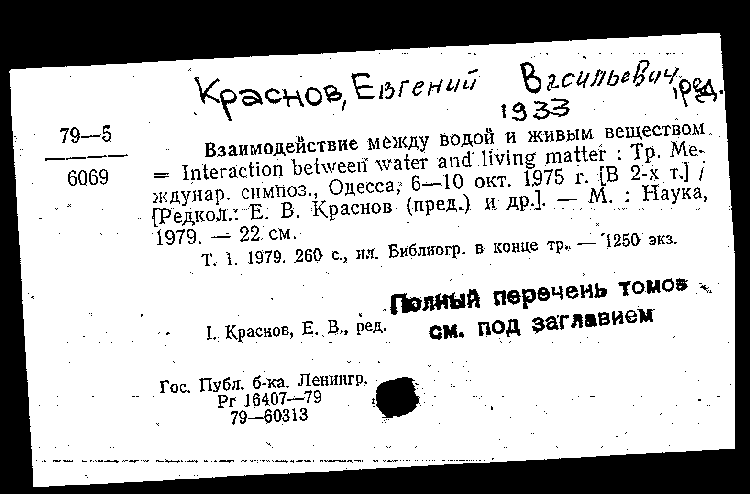 Краснов, Евгений Васильевич, ред.
1933
79—5
6069
Взаимодействие между водой и живым веществом
= Interaction between water and living matter : Тр. Ме-
ждунар. симпоз., Одесса, 6—10 окт. 1975 г. [В 2-х т.] /
[Редкол.: Е. В. Краснов (пред.) и др.]. — М. : Наука,
1979. — 22 см.
Т. 1. 1979. 260 с., ил. Библиогр. в конце тр. — 1250 экз.
Полный перечень томов
см. под заглавием
I. Краснов, Е. В., ред.
Гос. Публ. б-ка. Ленингр.
Pr 16407—79
79—60313